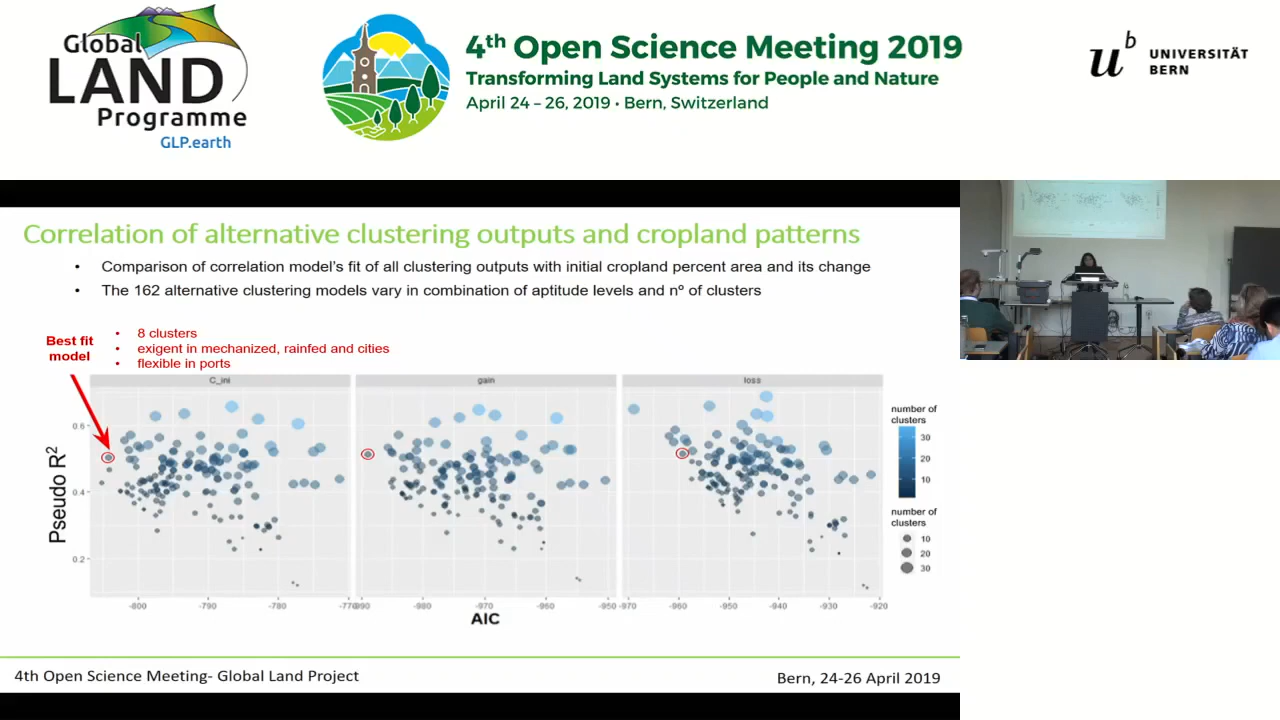 Global
LAND
Programme
GLP.earth
4th Open Science Meeting 2019
Transforming Land Systems for People and Nature
April 24 – 26, 2019 • Bern, Switzerland
u b
UNIVERSITÄT
BERN
Correlation of alternative clustering outputs and cropland patterns
• Comparison of correlation model's fit of all clustering outputs with initial cropland percent area and its change
• The 162 alternative clustering models vary in combination of aptitude levels and nº of clusters
Best fit
model
• 8 clusters
• exigent in mechanized, rainfed and cities
• flexible in ports
C_ini gain loss
Pseudo R2
0.6
0.4
0.2
-800 -790 -780 -770
-990 -980 -970 -960 -950
-970 -960 -950 -940 -930 -920
AIC
number of
clusters
30
20
10
number of
clusters
10
20
30
4th Open Science Meeting- Global Land Project
Bern, 24-26 April 2019